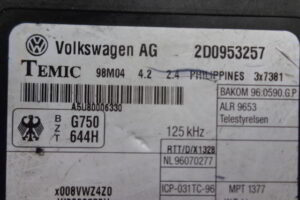 Volkswagen AG 2D0953257
TEMIC 98M04 4.2 2.4 PHILIPPINES 3x7381
BAKOM 96.0590.G.P
A5U80006330
ALR 9653
Telestyrelsen
BZT G750
644H
125 kHz
RTT/D/X1328
NL 96070277
x008VWZ4Z0
ICP-031TC-96
MPT 1377